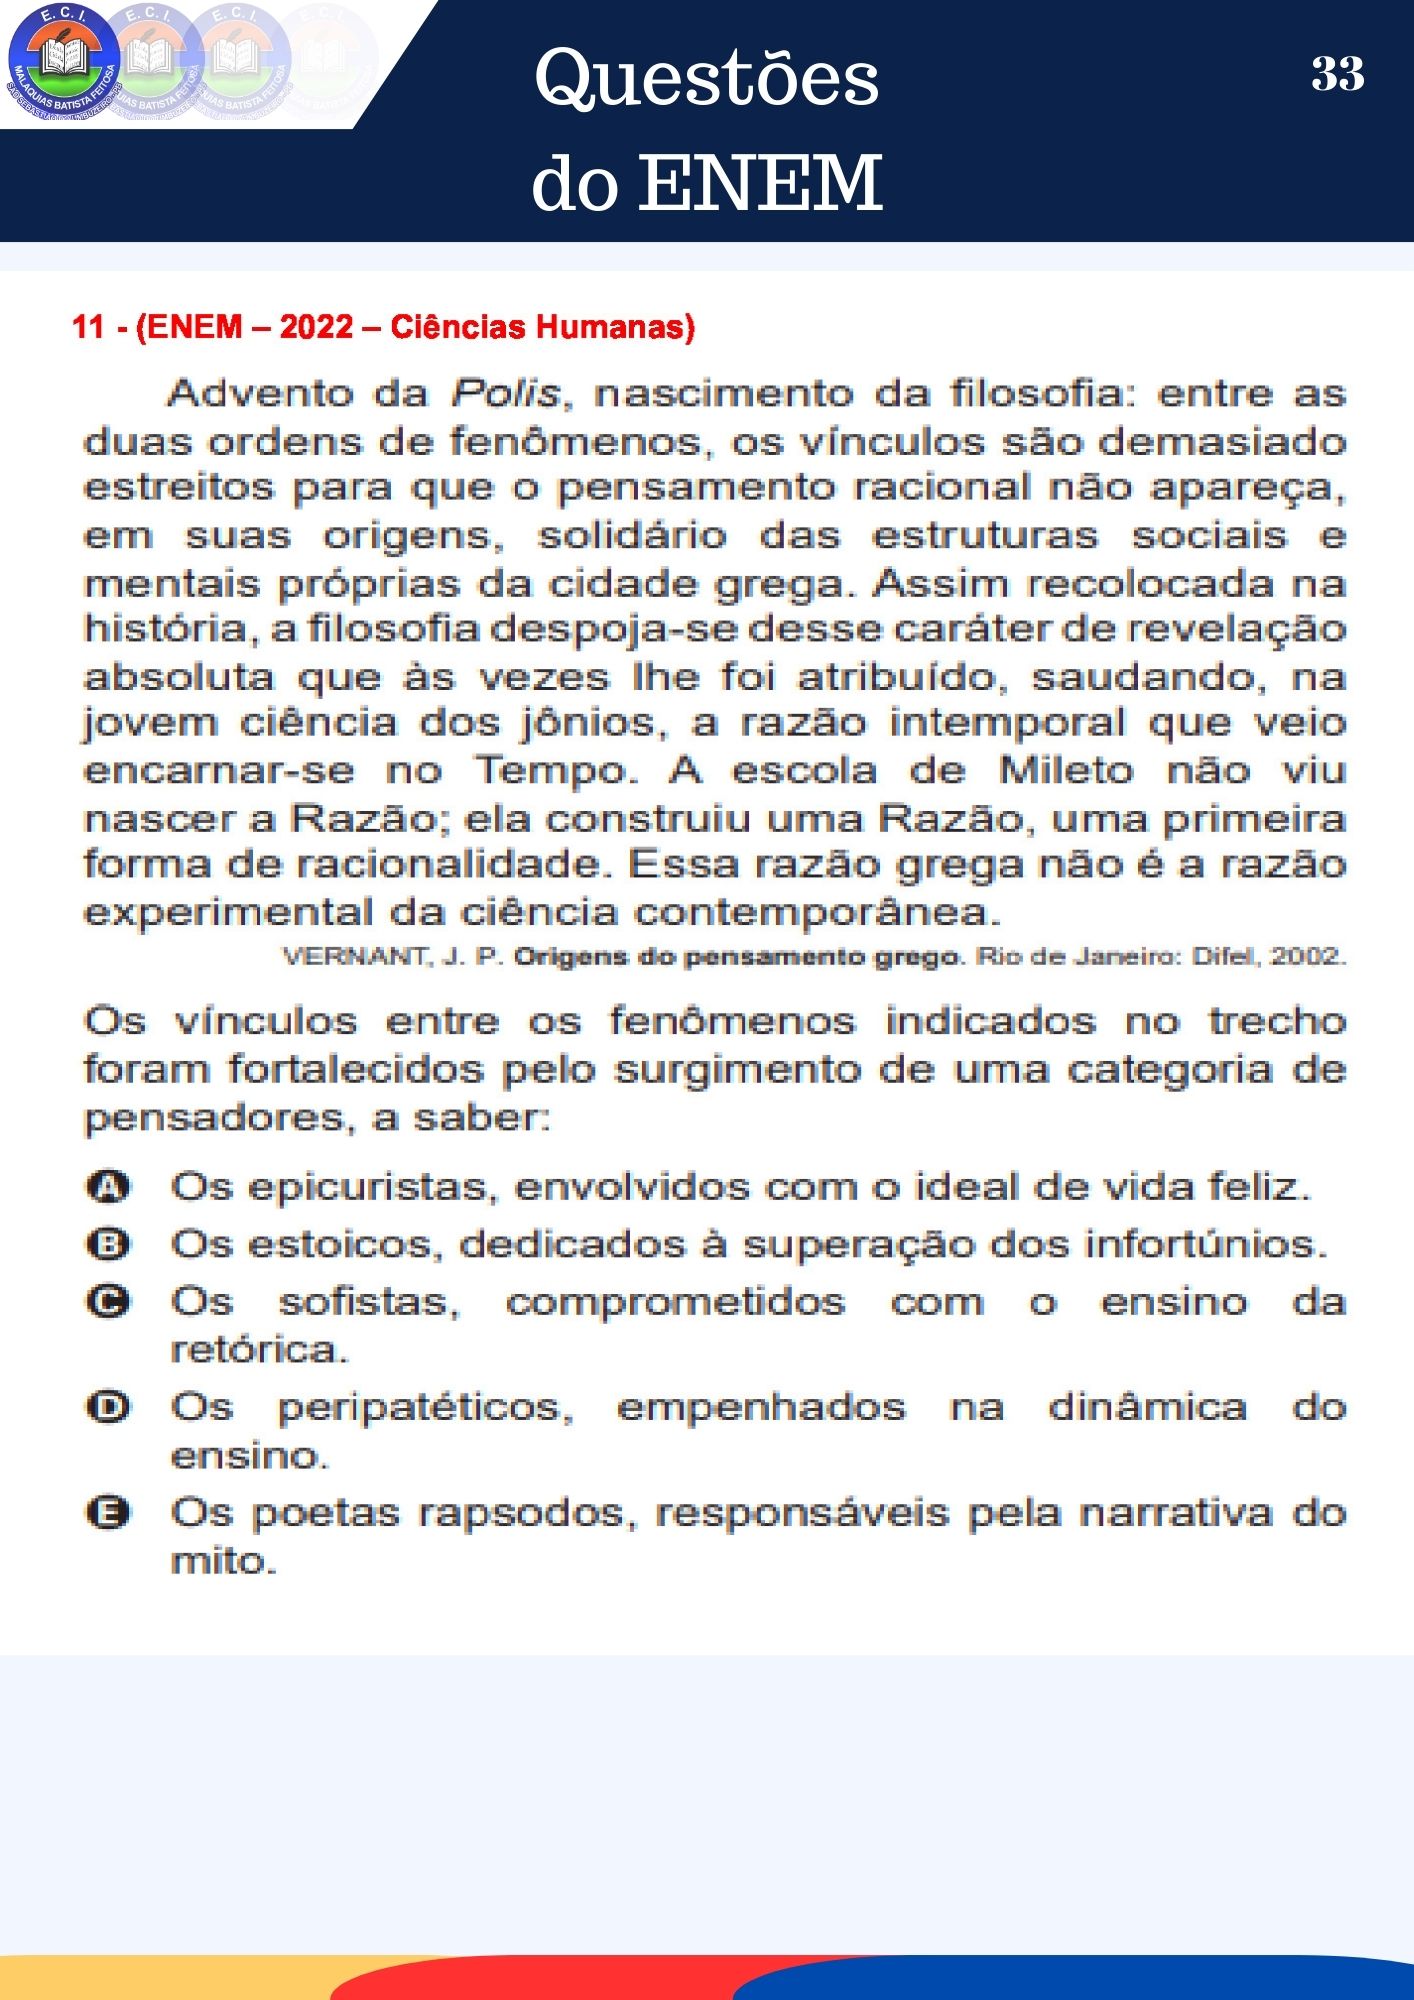 E. C. I.
E. C. I.
E. C. I.
MALAQUIAS BATISTA FEITOSA
Questões
do ENEM
33
11 - (ENEM – 2022 – Ciências Humanas)
Advento da Polis, nascimento da filosofia: entre as
duas ordens de fenômenos, os vínculos são demasiado
estreitos para que o pensamento racional não apareça,
em suas origens, solidário das estruturas sociais e
mentais próprias da cidade grega. Assim recolocada na
história, a filosofia despoja-se desse caráter de revelação
absoluta que às vezes lhe foi atribuído, saudando, na
jovem ciência dos jônios, a razão intemporal que veio
encarnar-se no Tempo. A escola de Mileto não viu
nascer a Razão; ela construiu uma Razão, uma primeira
forma de racionalidade. Essa razão grega não é a razão
experimental da ciência contemporânea.
VERNANT, J. P. Origens do pensamento grego. Rio de Janeiro: Difel, 2002.
Os vínculos entre os fenômenos indicados no trecho
foram fortalecidos pelo surgimento de uma categoria de
pensadores, a saber:
A Os epicuristas, envolvidos com o ideal de vida feliz.
B Os estoicos, dedicados à superação dos infortúnios.
C Os sofistas, comprometidos com o ensino da
retórica.
D Os peripatéticos, empenhados na dinâmica do
ensino.
E Os poetas rapsodos, responsáveis pela narrativa do
mito.